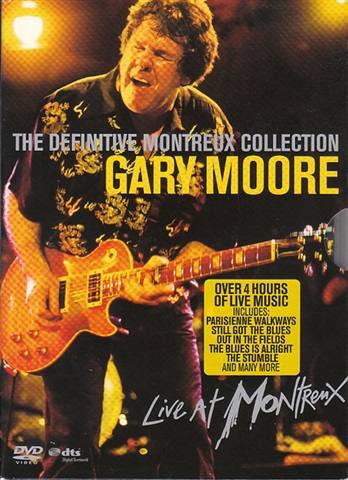 THE DEFINITIVE MONTREUX COLLECTION
GARY MOORE
OVER 4 HOURS
OF LIVE MUSIC
INCLUDES:
PARISIENNE WALKWAYS
STILL GOT THE BLUES
OUT IN THE FIELDS
THE BLUES IS ALRIGHT
THE STUMBLE
AND MANY MORE
Live At Montreux
DVD
VIDEO
dts
Digital Surround